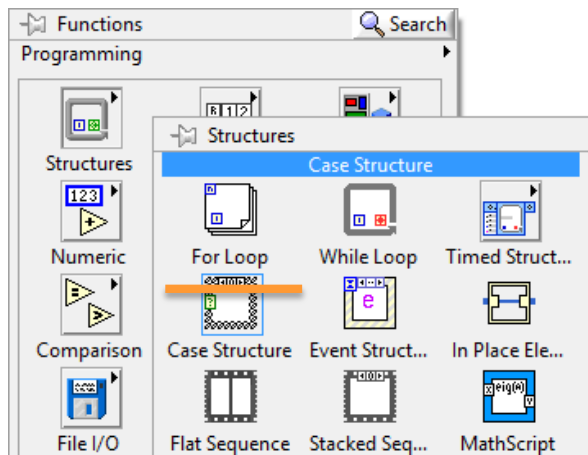 Functions
Search
Programming
Structures
Case Structure
Structures
For Loop
While Loop
Timed Struct...
123
Numeric
Case Structure
Event Struct...
In Place Ele...
Comparison
Flat Sequence
Stacked Seq...
MathScript
File I/O